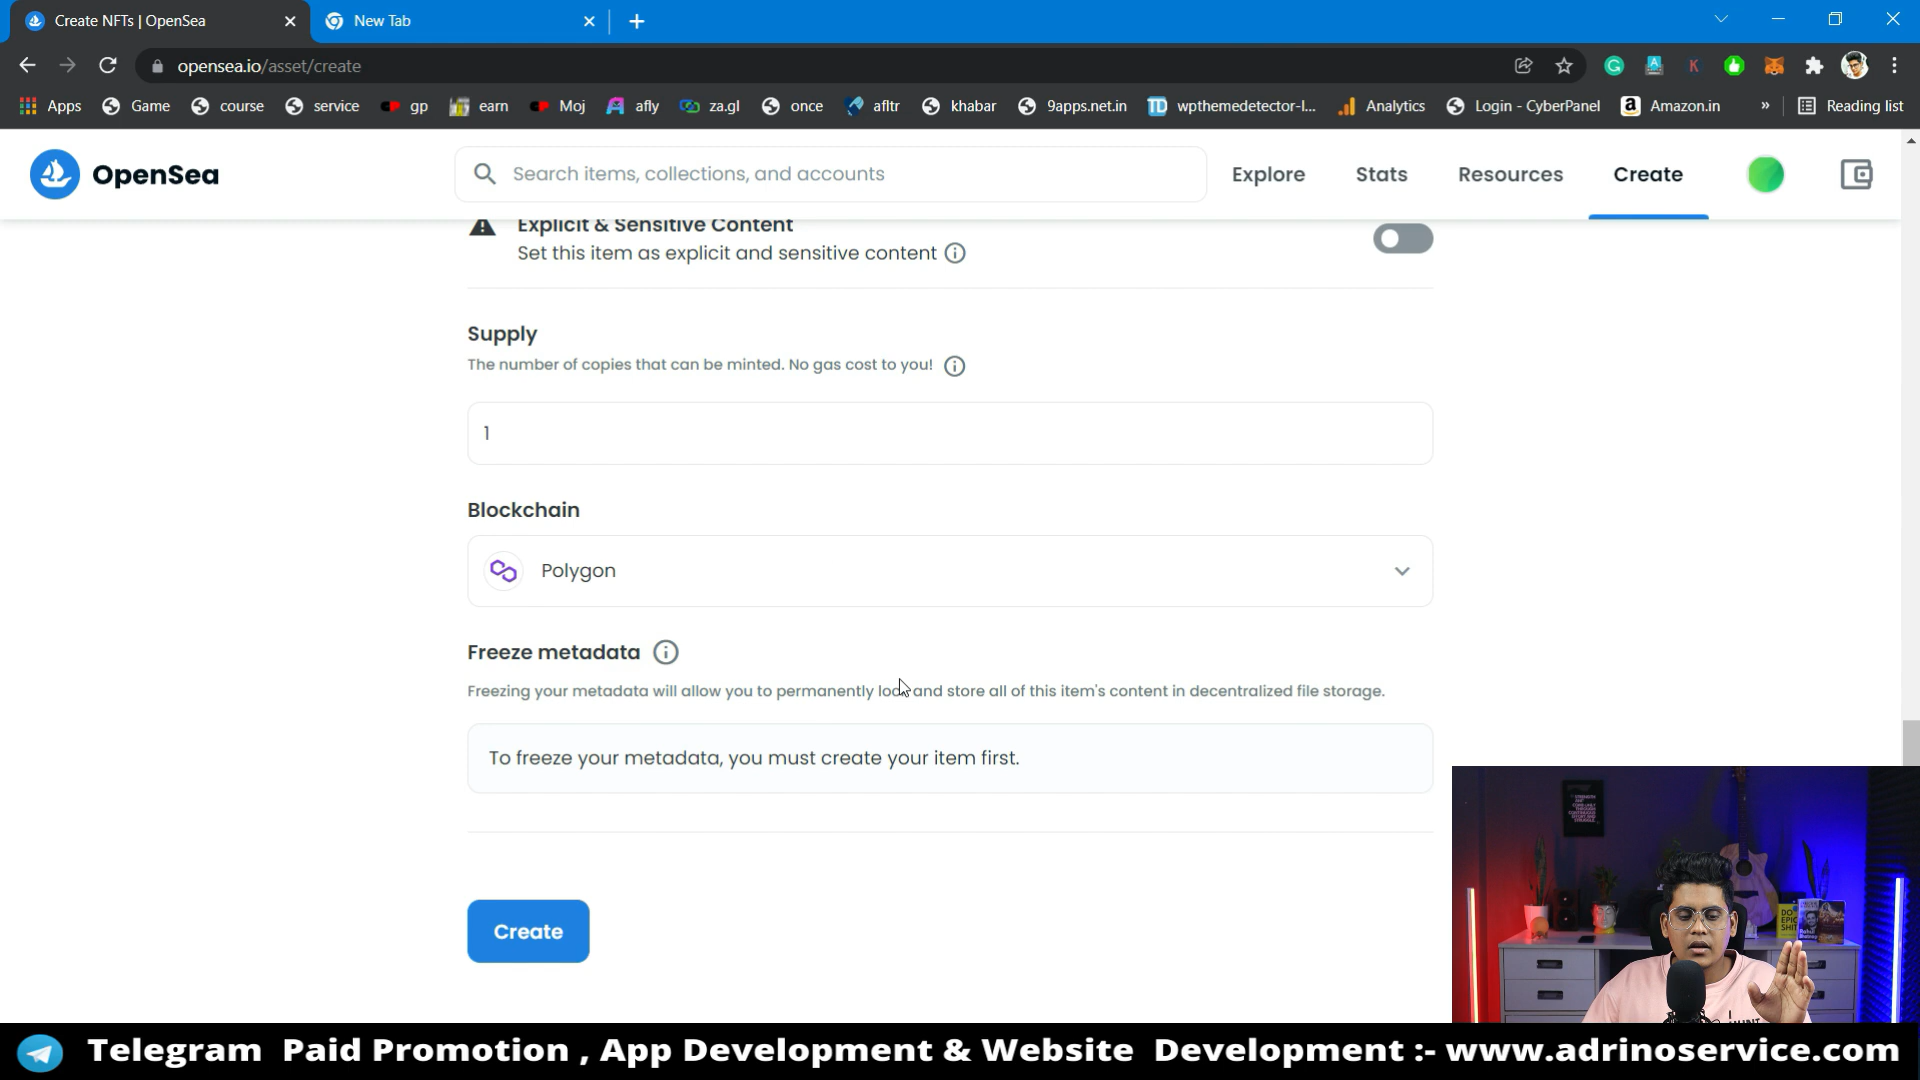 Create NFTs | OpenSea
New Tab
opensea.io/asset/create
Apps Game course service gp earn Moj afly za.gl once afltr khabar 9apps.net.in wpthemedetector-l... Analytics Login - CyberPanel Amazon.in » Reading list
OpenSea
Search items, collections, and accounts
Explore Stats Resources Create
Explicit & Sensitive Content
Set this item as explicit and sensitive content
Supply
The number of copies that can be minted. No gas cost to you!
1
Blockchain
Polygon
Freeze metadata
Freezing your metadata will allow you to permanently lock and store all of this item's content in decentralized file storage.
To freeze your metadata, you must create your item first.
Create
Telegram Paid Promotion , App Development & Website Development :- www.adrinoservice.com